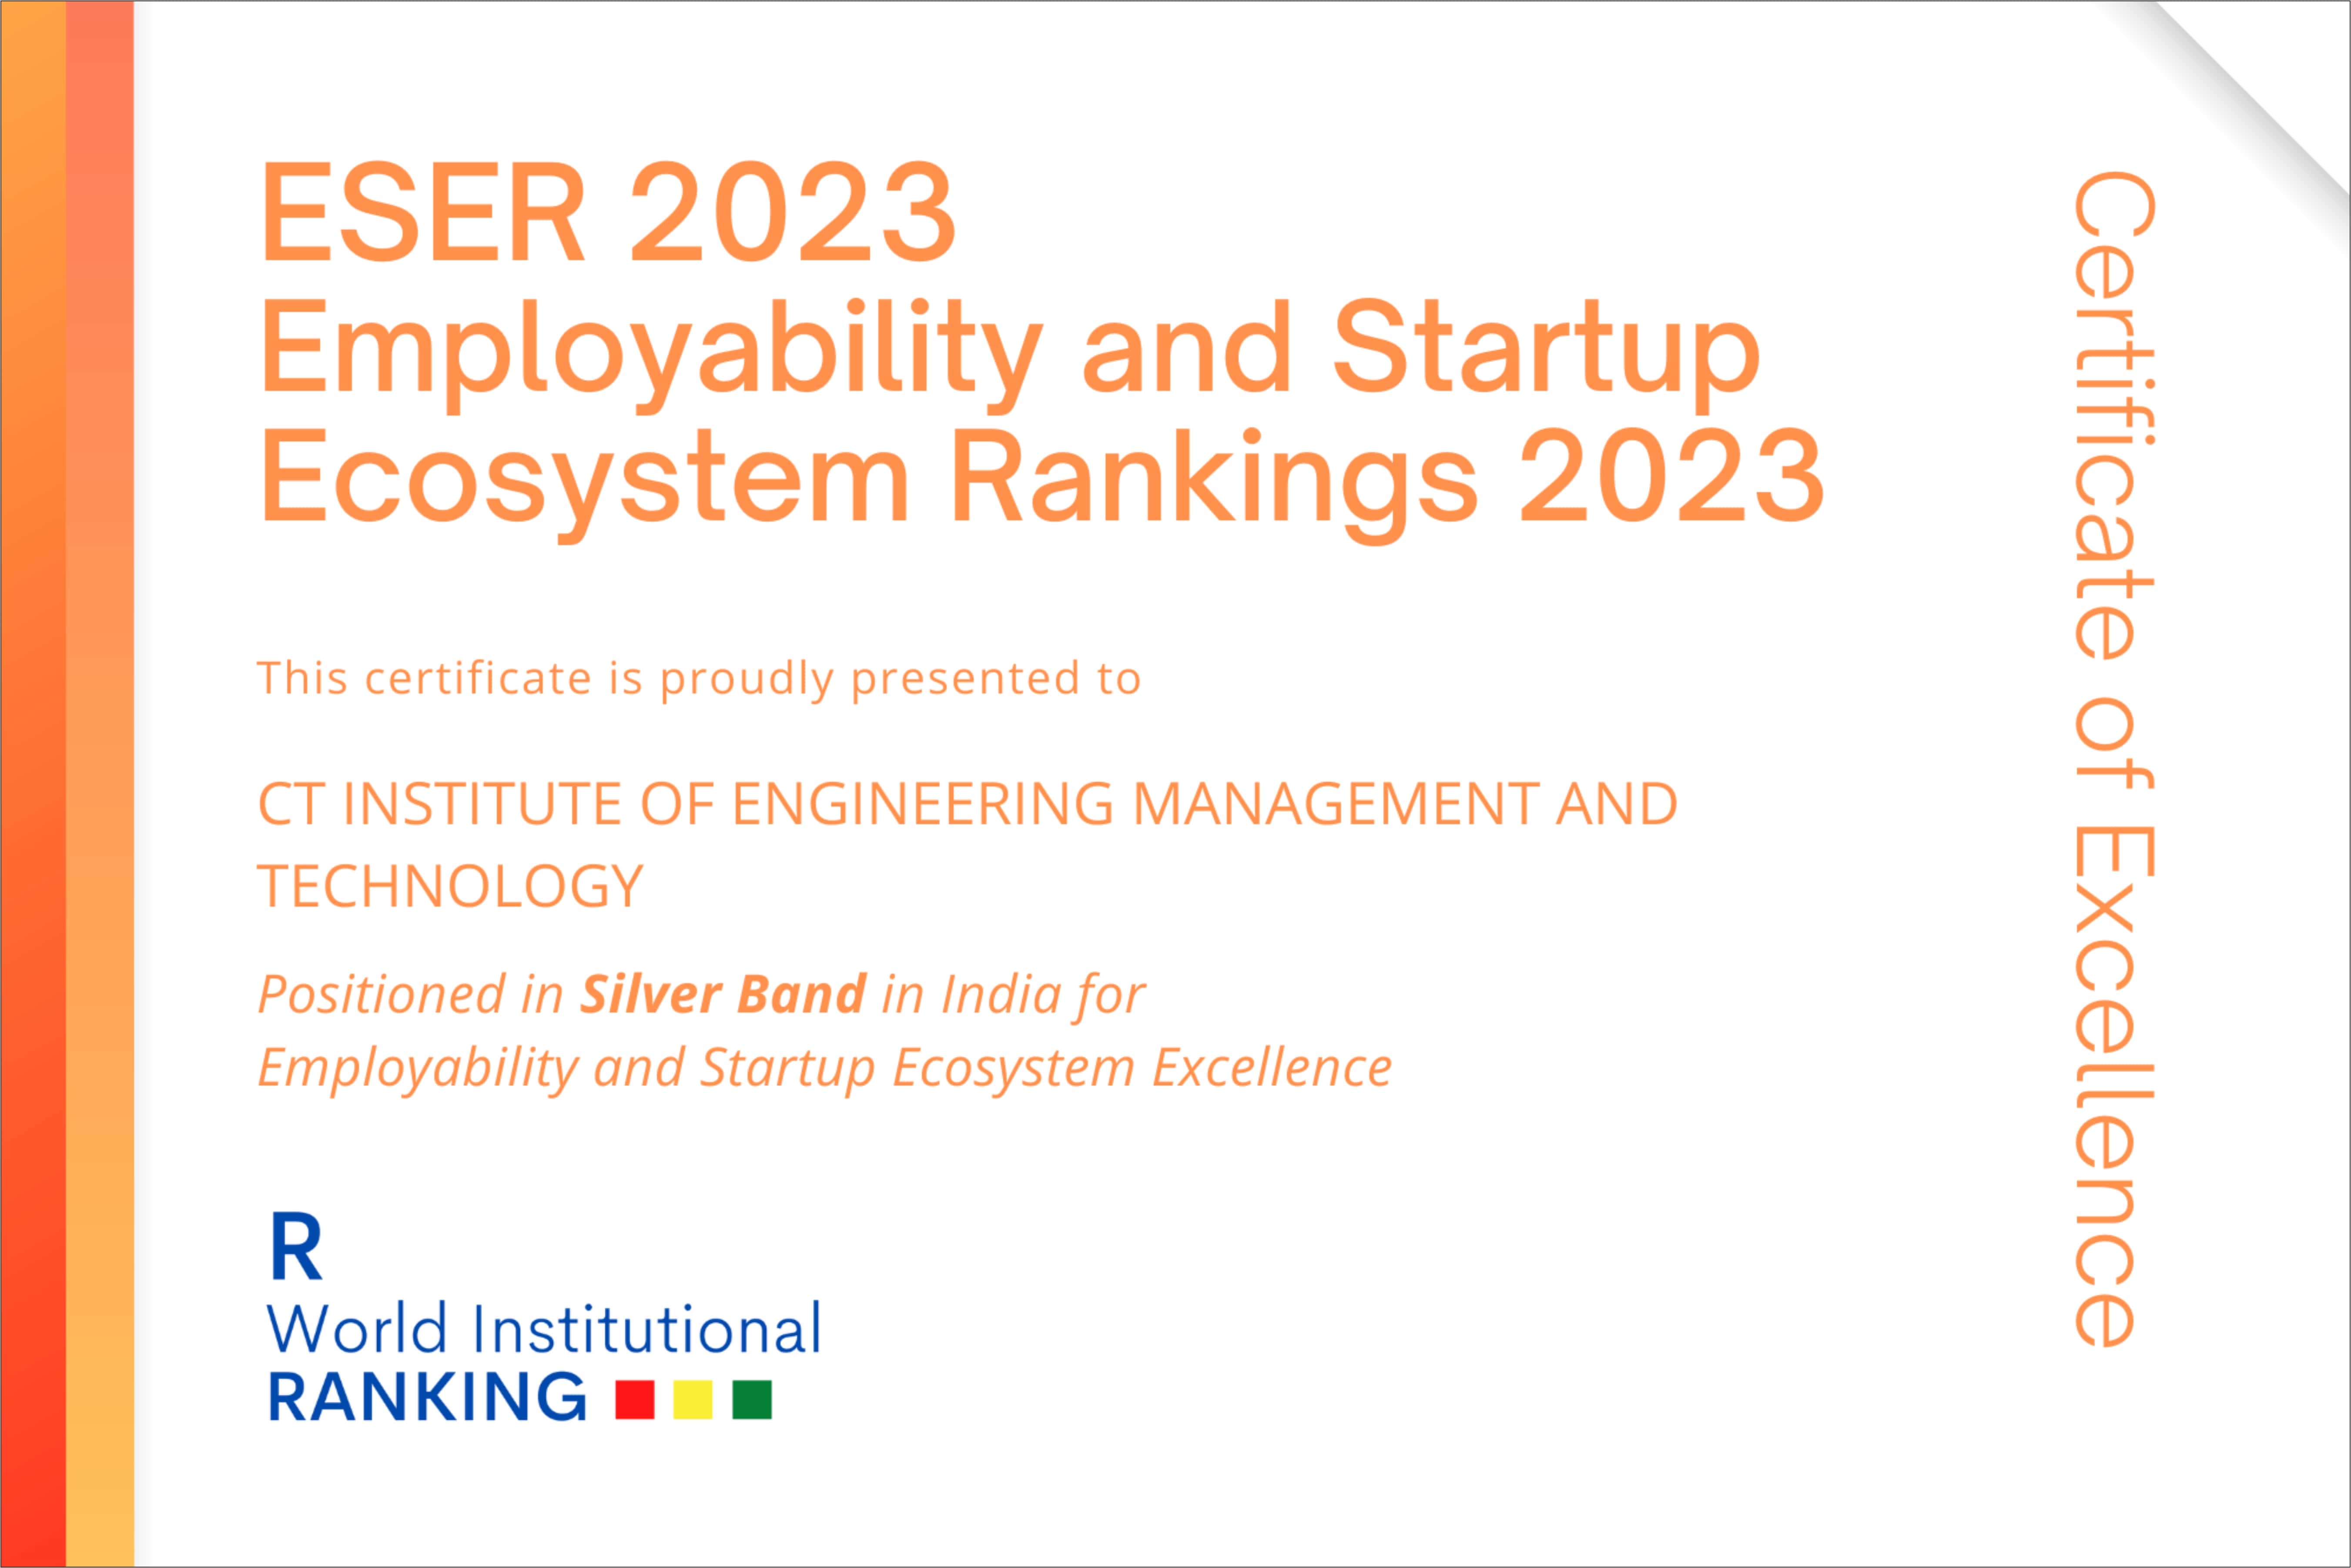 ESER 2023
Employability and Startup
Ecosystem Rankings 2023
This certificate is proudly presented to
CT INSTITUTE OF ENGINEERING MANAGEMENT AND
TECHNOLOGY
Positioned in Silver Band in India for
Employability and Startup Ecosystem Excellence
R
World Institutional
RANKING
Certificate of Excellence